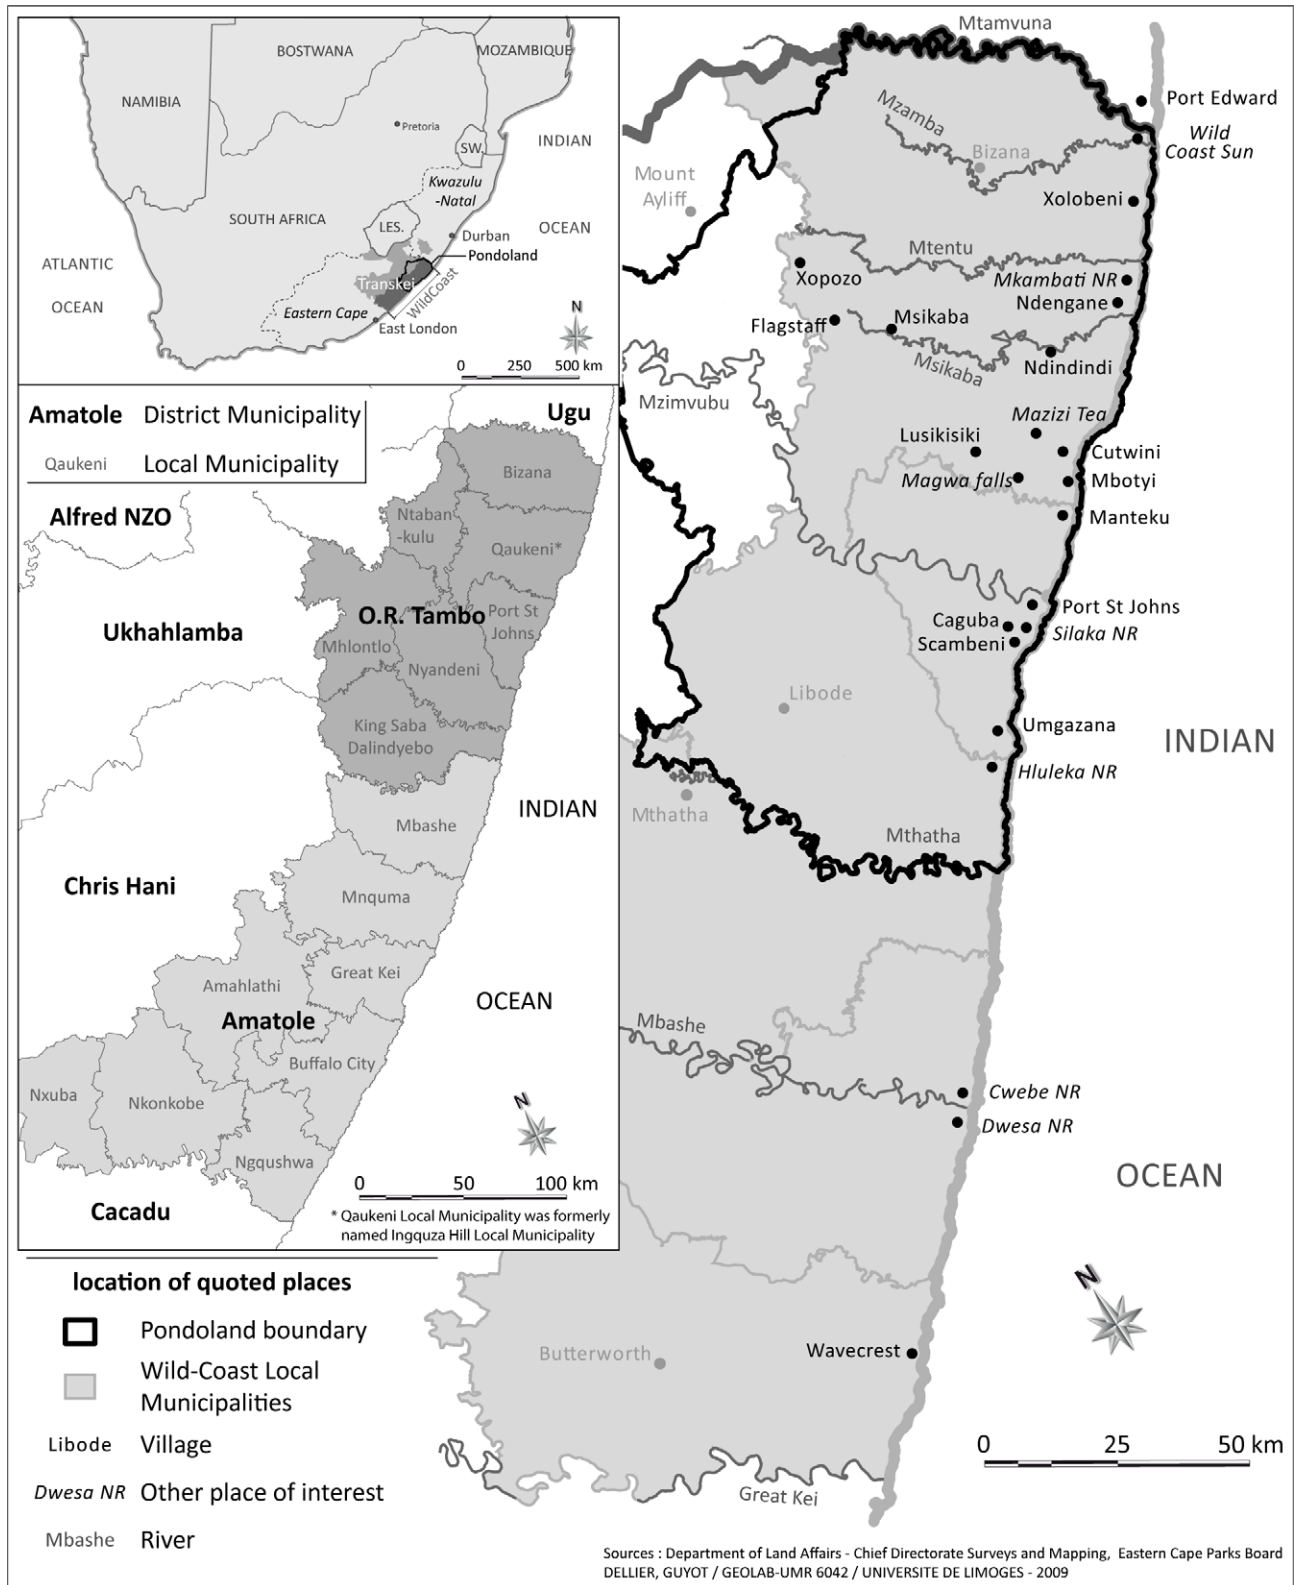 BOSTWANA
MOZAMBIQUE
NAMIBIA
Pretoria
INDIAN
SW.
Kwazulu
-Natal
SOUTH AFRICA
LES.
OCEAN
Durban
Pondoland
ATLANTIC
OCEAN
Transkei
WildCoast
Eastern Cape
East London
N
0 250 500 km
Amatole District Municipality
Qaukeni Local Municipality
Ugu
Bizana
Alfred NZO
Ntaban
-kulu
Qaukeni*
O.R. Tambo
Port St
Johns
Ukhahlamba
Mhlontlo
Nyandeni
King Saba
Dalindyebo
INDIAN
Mbashe
Chris Hani
Mnquma
Great Kei
Amahlathi
OCEAN
Amatole
Buffalo City
Nxuba
Nkonkobe
N
Ngqushwa
0 50 100 km
Cacadu
* Qaukeni Local Municipality was formerly
named Ingquza Hill Local Municipality
location of quoted places
Pondoland boundary
Wild-Coast Local
Municipalities
Libode Village
Dwesa NR Other place of interest
Mbashe River
Mtamvuna
Port Edward
Mzamba
Wild
Coast Sun
Bizana
Mount
Ayliff
Xolobeni
Mtentu
Xopozo
Mkambati NR
Ndengane
Flagstaff
Msikaba
Msikaba
Ndindindi
Mzimvubu
Mazizi Tea
Lusikisiki
Cutwini
Magwa falls
Mbotyi
Manteku
Port St Johns
Caguba
Silaka NR
Scambeni
Libode
Umgazana
INDIAN
Hluleka NR
Mthatha
Mthatha
Mbashe
Cwebe NR
Dwesa NR
OCEAN
N
Butterworth
Wavecrest
0 25 50 km
Great Kei
Sources : Department of Land Affairs - Chief Directorate Surveys and Mapping, Eastern Cape Parks Board
DELLIER, GUYOT / GEOLAB-UMR 6042 / UNIVERSITE DE LIMOGES - 2009